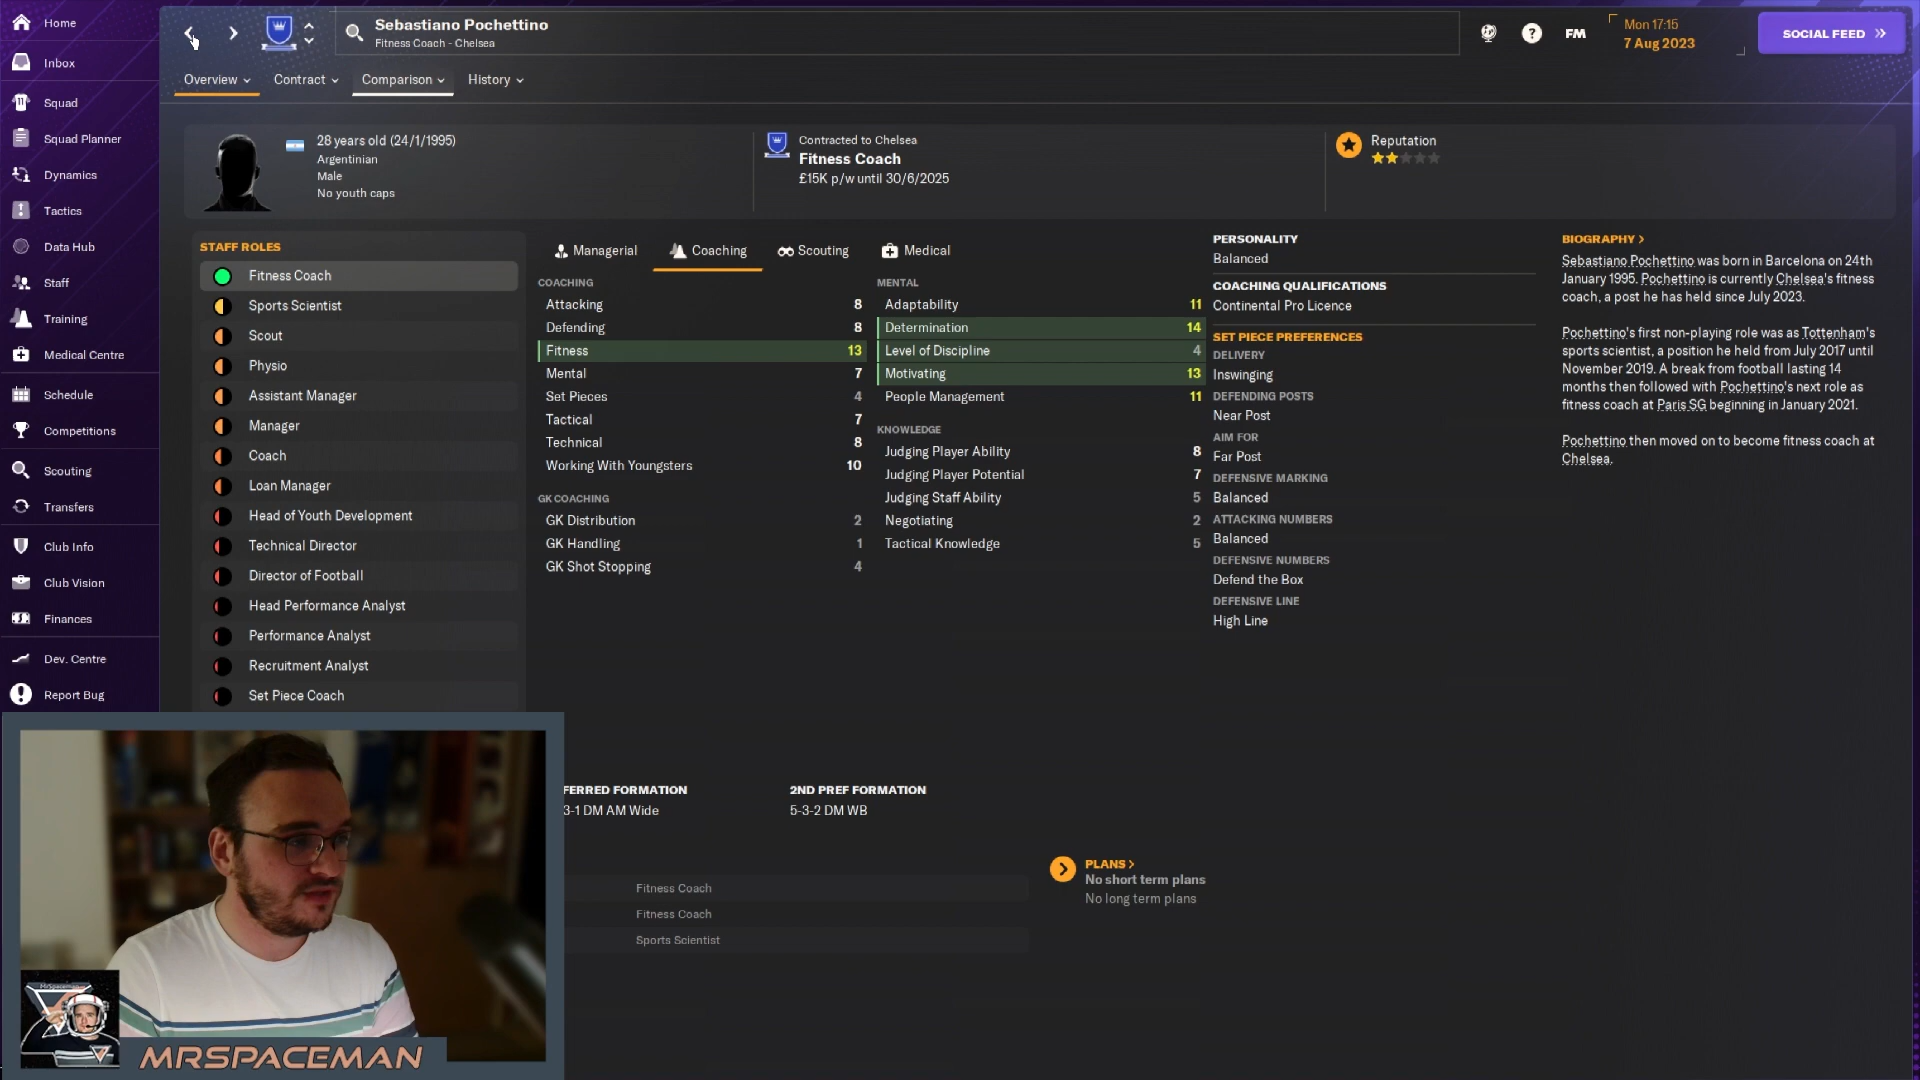 Home
Inbox
Squad
Squad Planner
Dynamics
Tactics
Data Hub
Staff
Training
Medical Centre
Schedule
Competitions
Scouting
Transfers
Club Info
Club Vision
Finances
Dev. Centre
Report Bug
Sebastiano Pochettino
Fitness Coach - Chelsea
FM
Mon 17:15
7 Aug 2023
SOCIAL FEED
Overview
Contract
Comparison
History
28 years old (24/1/1995)
Argentinian
Male
No youth caps
Contracted to Chelsea
Fitness Coach
£15K p/w until 30/6/2025
Reputation
STAFF ROLES
Fitness Coach
Sports Scientist
Scout
Physio
Assistant Manager
Manager
Coach
Loan Manager
Head of Youth Development
Technical Director
Director of Football
Head Performance Analyst
Performance Analyst
Recruitment Analyst
Set Piece Coach
Managerial
Coaching
Scouting
Medical
COACHING
Attacking 8
Defending 8
Fitness 13
Mental 7
Set Pieces 4
Tactical 7
Technical 8
Working With Youngsters 10
GK COACHING
GK Distribution 2
GK Handling 1
GK Shot Stopping 4
MENTAL
Adaptability 11
Determination 14
Level of Discipline 4
Motivating 13
People Management 11
KNOWLEDGE
Judging Player Ability 8
Judging Player Potential 7
Judging Staff Ability 5
Negotiating 2
Tactical Knowledge 5
PERSONALITY
Balanced
COACHING QUALIFICATIONS
Continental Pro Licence
SET PIECE PREFERENCES
DELIVERY
Inswinging
DEFENDING POSTS
Near Post
AIM FOR
Far Post
DEFENSIVE MARKING
Balanced
ATTACKING NUMBERS
Balanced
DEFENSIVE NUMBERS
Defend the Box
DEFENSIVE LINE
High Line
BIOGRAPHY >
Sebastiano Pochettino was born in Barcelona on 24th
January 1995. Pochettino is currently Chelsea's fitness
coach, a post he has held since July 2023.
Pochettino's first non-playing role was as Tottenham's
sports scientist, a position he held from July 2017 until
November 2019. A break from football lasting 14
months then followed with Pochettino's next role as
fitness coach at Paris SG beginning in January 2021.
Pochettino then moved on to become fitness coach at
Chelsea.
FERRED FORMATION
3-1 DM AM Wide
2ND PREF FORMATION
5-3-2 DM WB
Fitness Coach
Fitness Coach
Sports Scientist
PLANS >
No short term plans
No long term plans
MRSPACEMAN